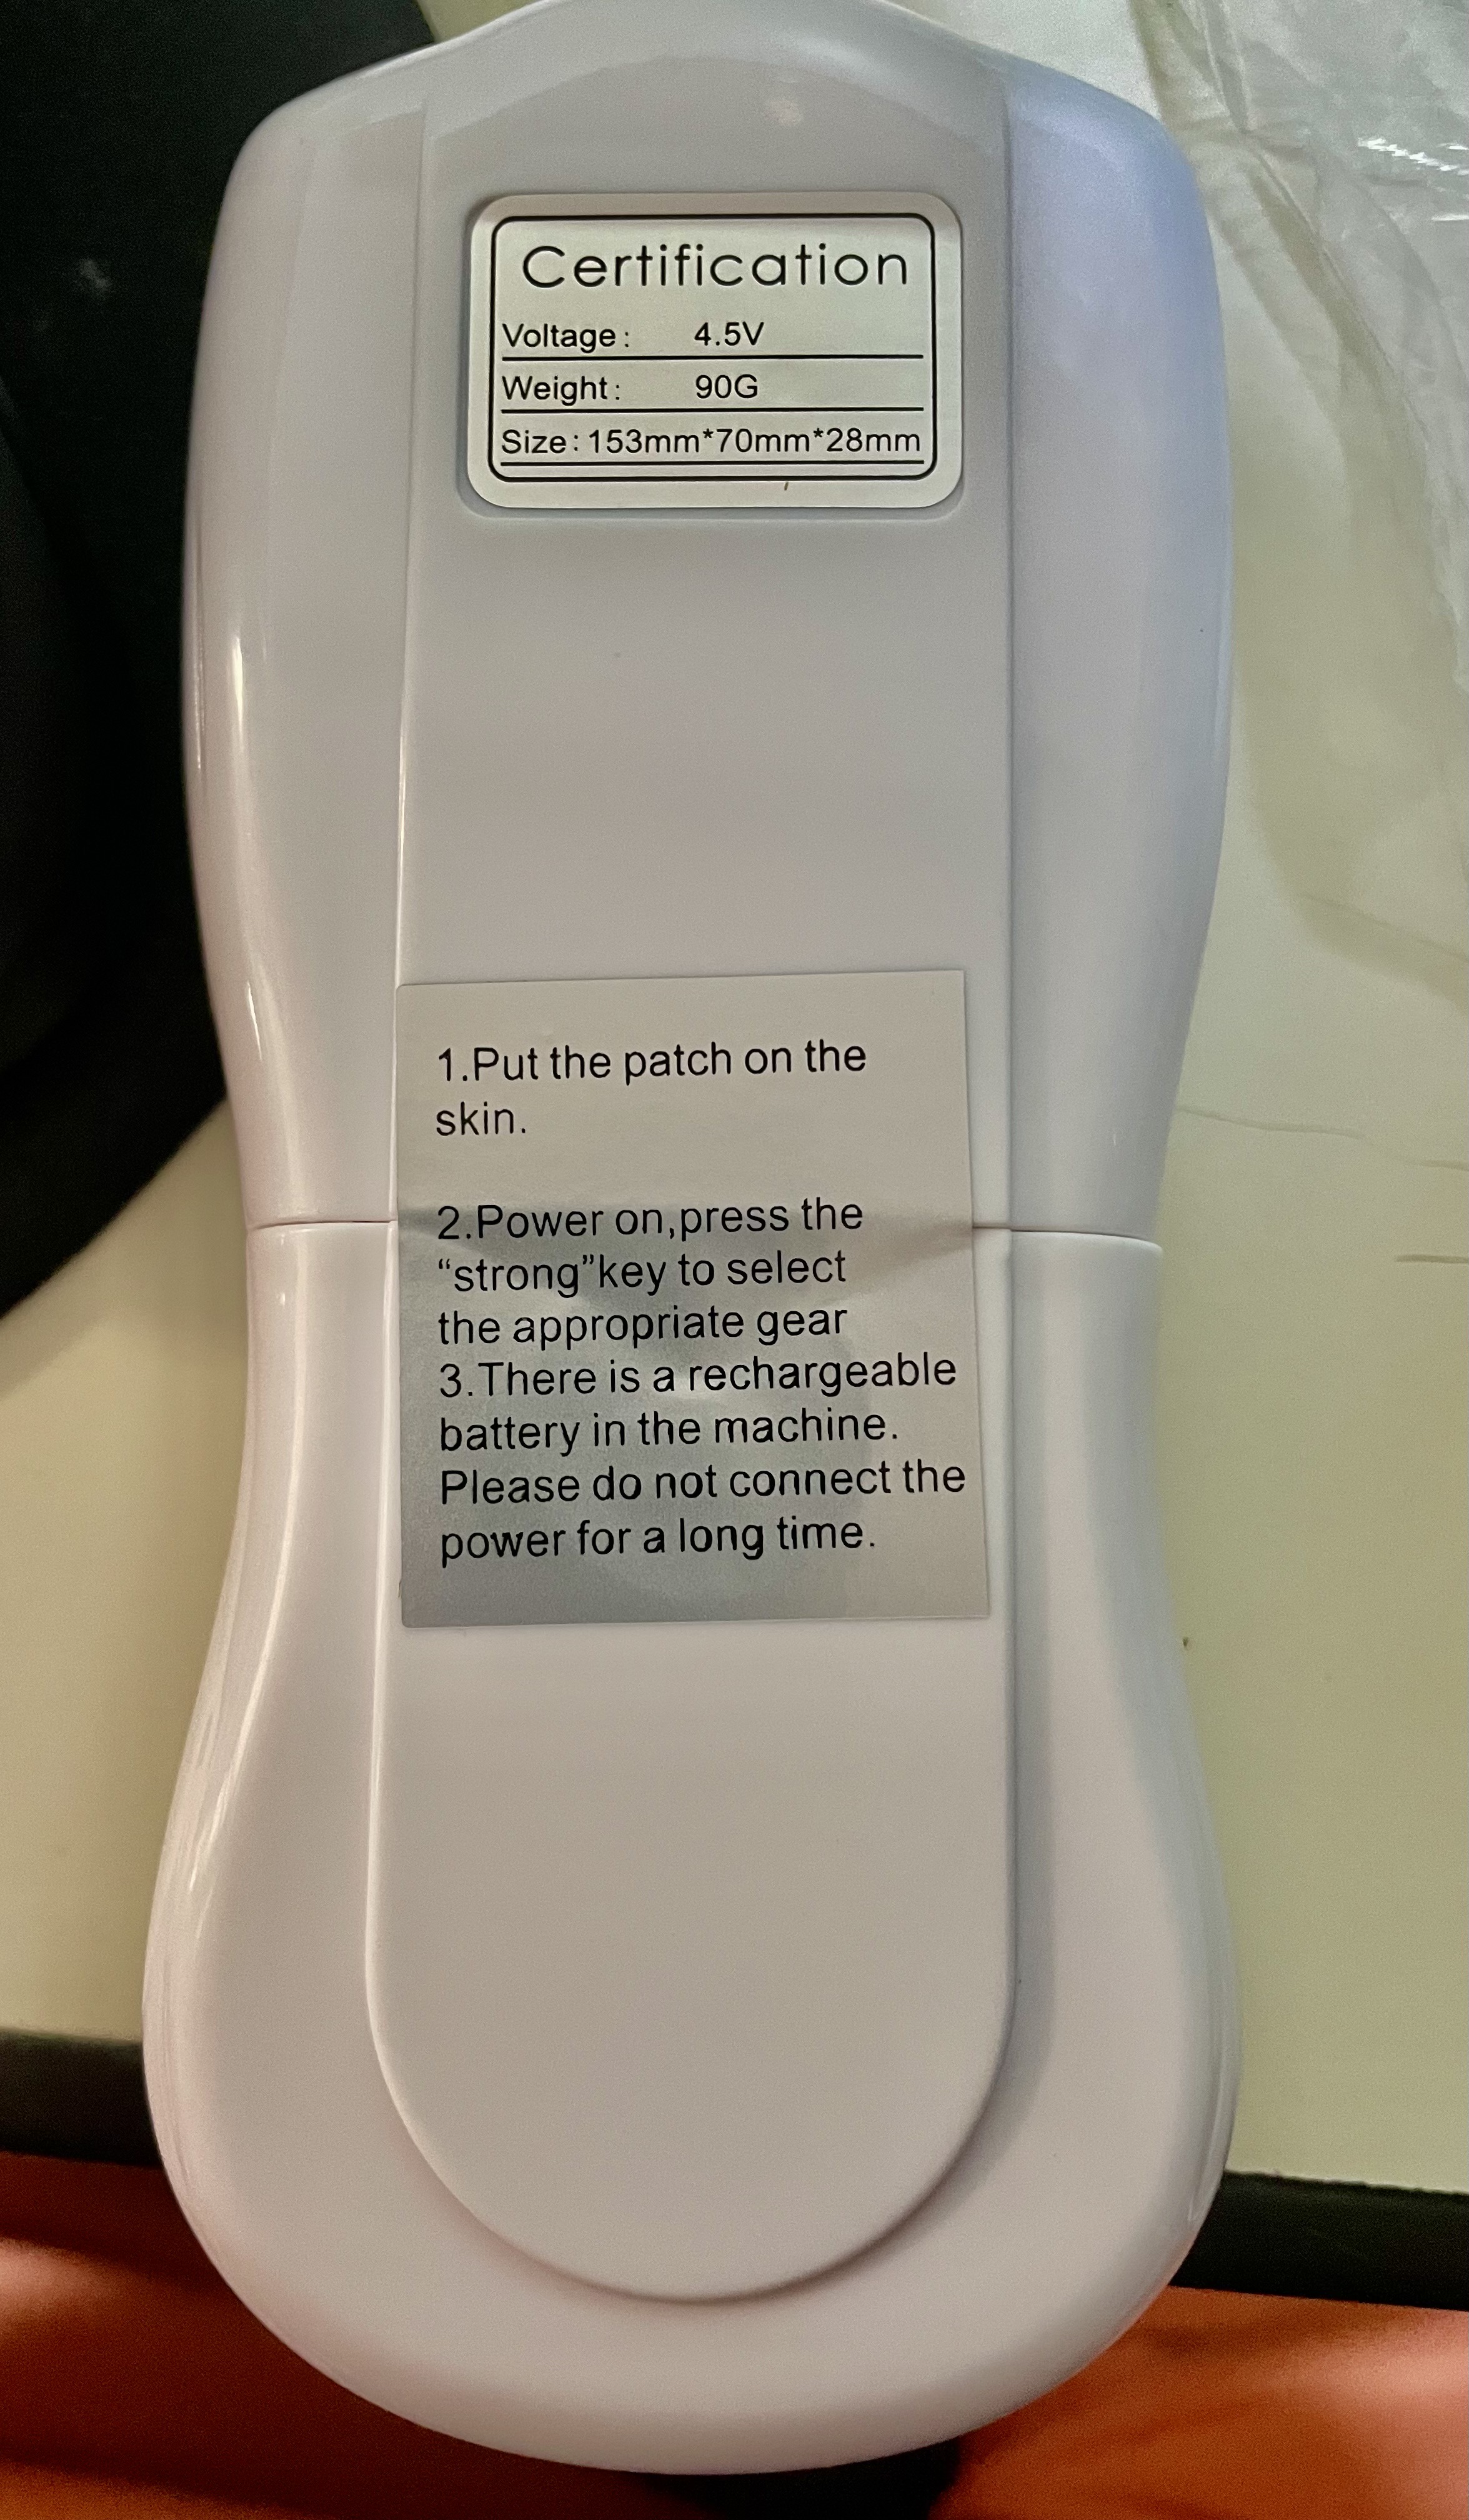 Certification
Voltage: 4.5V
Weight: 90G
Size: 153mm*70mm*28mm
1.Put the patch on the
skin.
2.Power on,press the
“strong”key to select
the appropriate gear
3.There is a rechargeable
battery in the machine.
Please do not connect the
power for a long time.